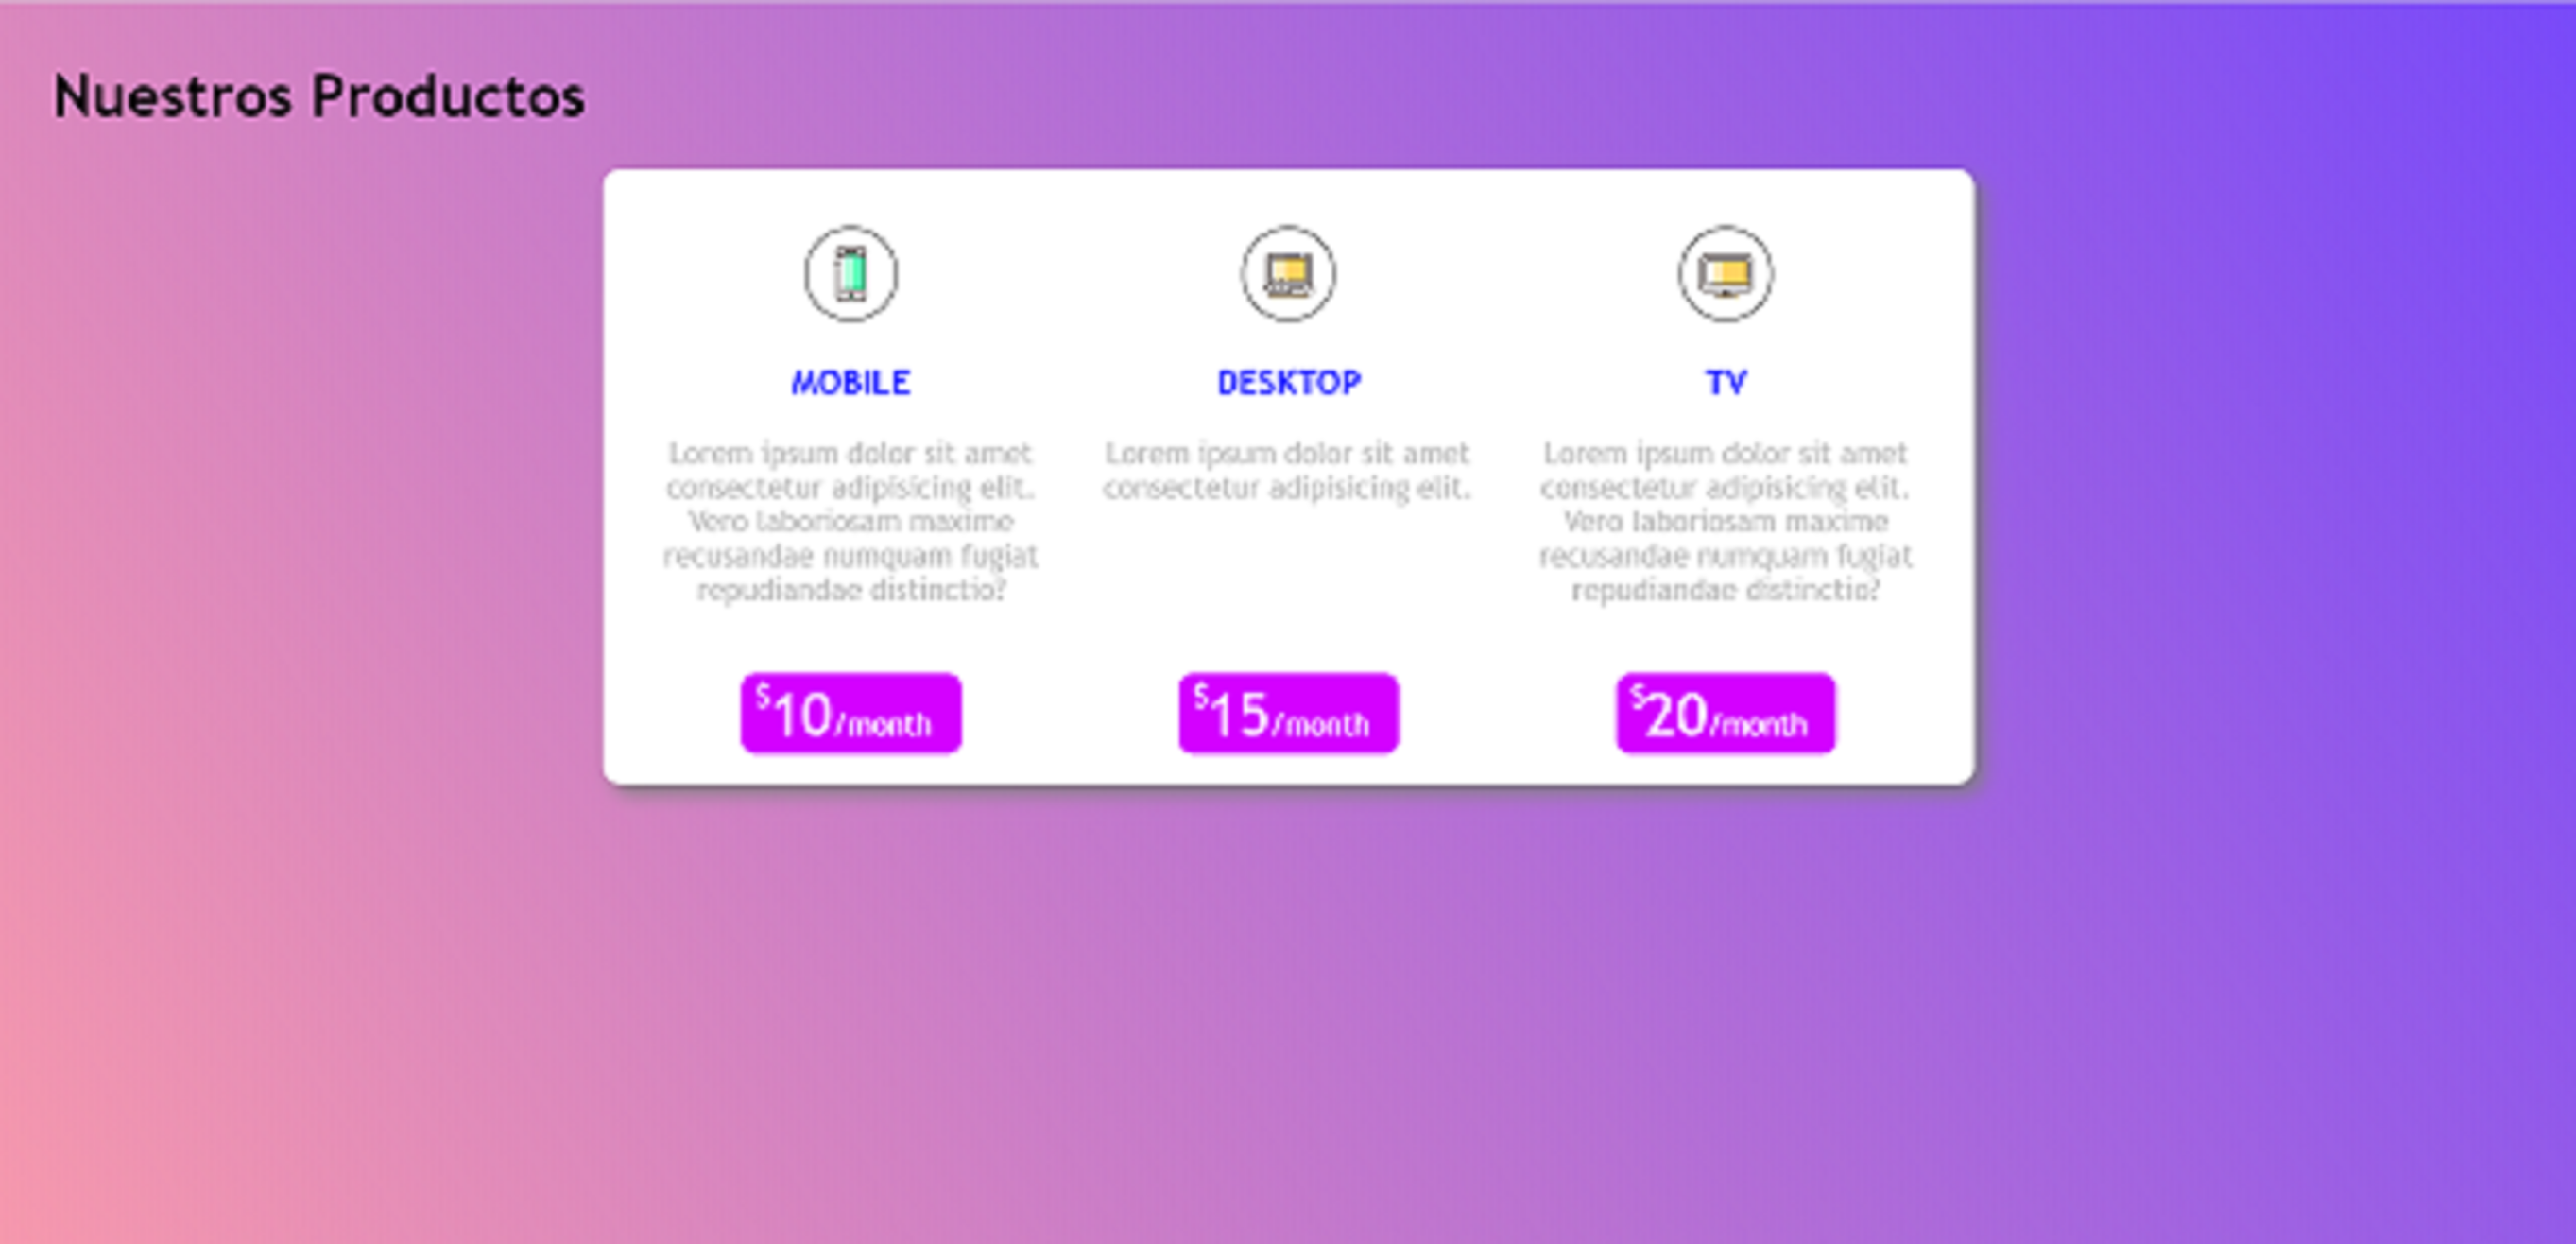 Nuestros Productos
MOBILE
Lorem ipsum dolor sit amet
consectetur adipisicing elit.
Vero laboriosam maxime
recusandae numquam fugiat
repudiandae distinctio?
$10/month
DESKTOP
Lorem ipsum dolor sit amet
consectetur adipisicing elit.
$15/month
TV
Lorem ipsum dolor sit amet
consectetur adipisicing elit.
Vero laboriosam maxime
recusandae numquam fugiat
repudiandae distinctio?
$20/month